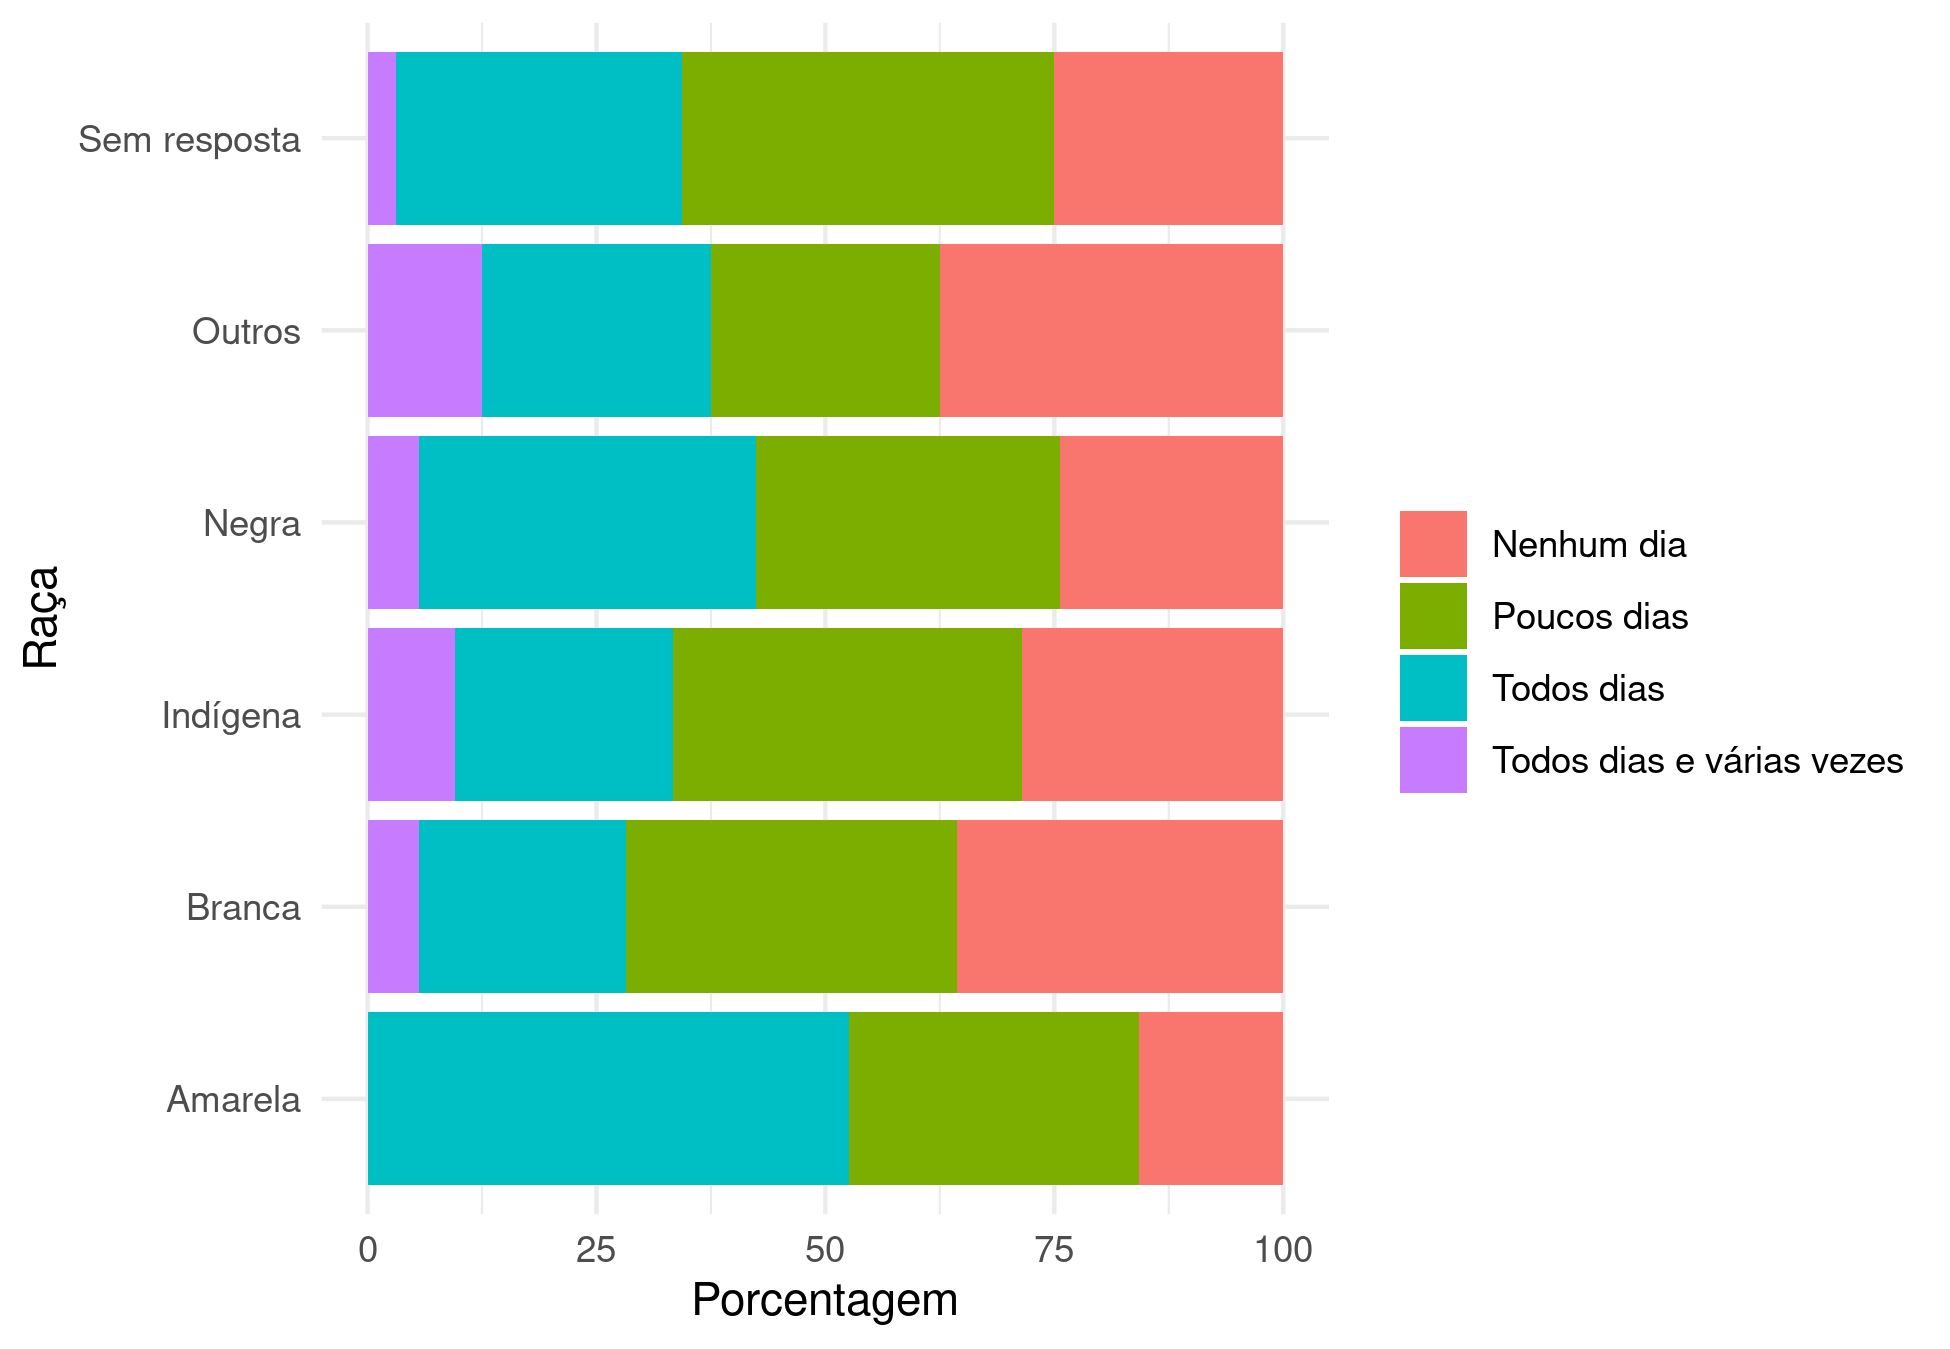 Sem resposta
Outros
Negra
Indígena
Branca
Amarela
Raça
0 25 50 75 100
Porcentagem
Nenhum dia
Poucos dias
Todos dias
Todos dias e várias vezes